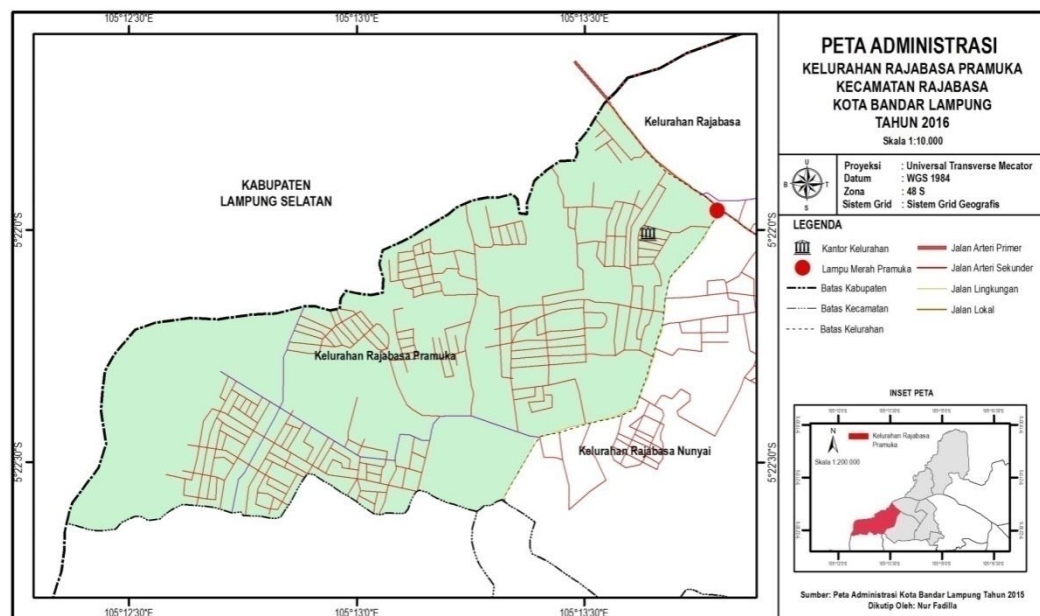 105°12'30"E 105°13'0"E 105°13'30"E
5°22'0"S
5°22'30"S
Kelurahan Rajabasa
KABUPATEN
LAMPUNG SELATAN
Kelurahan Rajabasa Pramuka
Kelurahan Rajabasa Nunyai
5°22'0"S
5°22'30"S
105°12'30"E 105°13'0"E 105°13'30"E
PETA ADMINISTRASI
KELURAHAN RAJABASA PRAMUKA
KECAMATAN RAJABASA
KOTA BANDAR LAMPUNG
TAHUN 2016
Skala 1:10.000
U
B T
S
Proyeksi : Universal Transverse Mecator
Datum : WGS 1984
Zona : 48 S
Sistem Grid : Sistem Grid Geografis
LEGENDA
Kantor Kelurahan
Lampu Merah Pramuka
Batas Kabupaten
Batas Kecamatan
Batas Kelurahan
Jalan Arteri Primer
Jalan Arteri Sekunder
Jalan Lingkungan
Jalan Lokal
INSET PETA
N
Skala 1:200.000
Kelurahan Rajabasa
Pramuka
Sumber: Peta Administrasi Kota Bandar Lampung Tahun 2015
Dikutip Oleh: Nur Fadilla